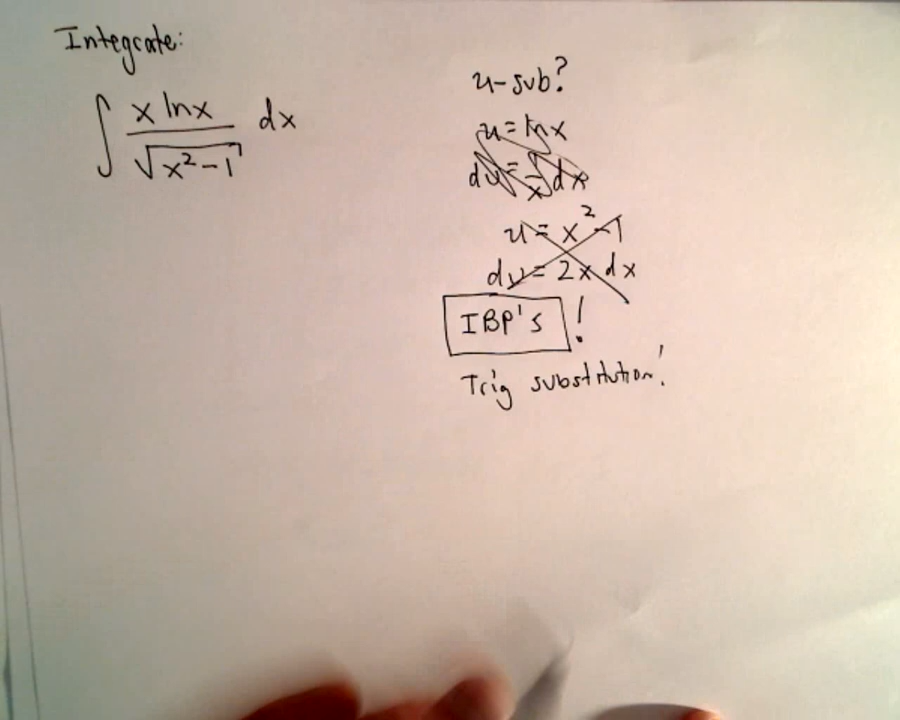 Integrate:
∫ x ln x / √(x² − 1) dx
u-sub?
u = ln x
du = 1/x dx
u = x² − 1
du = 2x dx
IBP's !
Trig substitution!